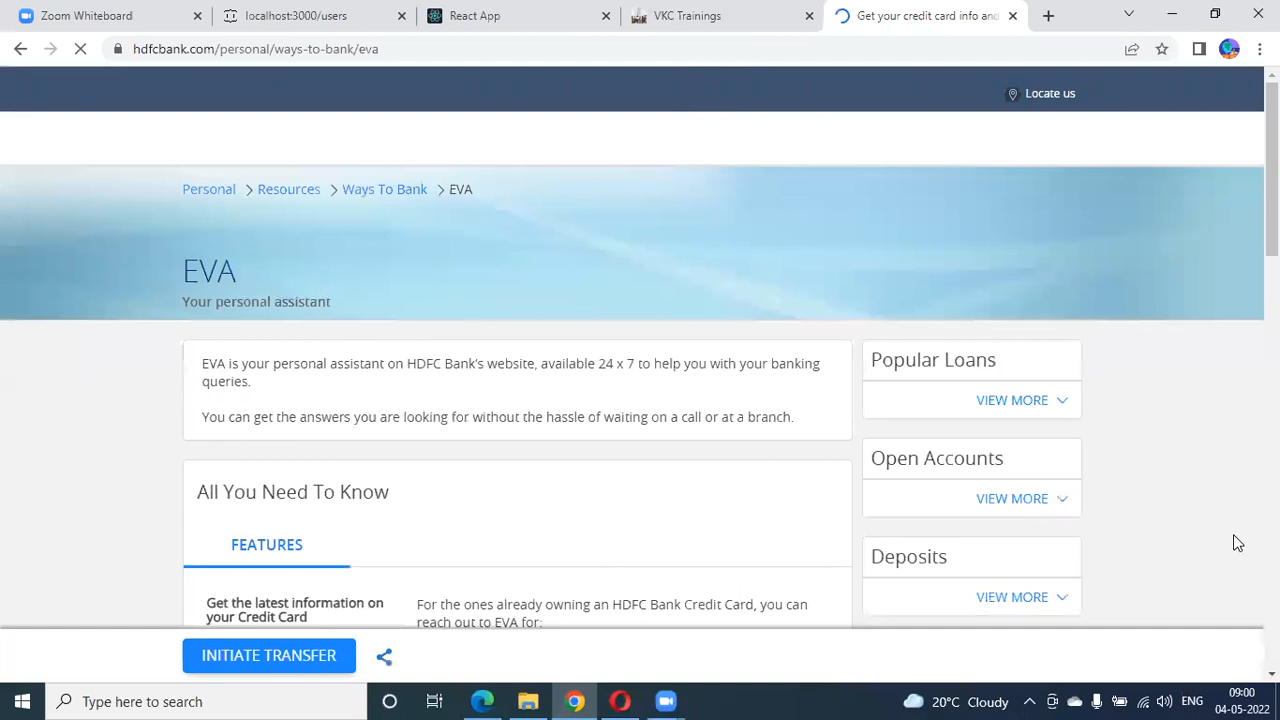 Zoom Whiteboard
localhost:3000/users
React App
VKC Trainings
Get your credit card info and
hdfcbank.com/personal/ways-to-bank/eva
Locate us
Personal > Resources > Ways To Bank > EVA
EVA
Your personal assistant
EVA is your personal assistant on HDFC Bank's website, available 24 x 7 to help you with your banking
queries.
You can get the answers you are looking for without the hassle of waiting on a call or at a branch.
All You Need To Know
FEATURES
Get the latest information on
your Credit Card
For the ones already owning an HDFC Bank Credit Card, you can
reach out to EVA for:
Popular Loans
VIEW MORE
Open Accounts
VIEW MORE
Deposits
VIEW MORE
INITIATE TRANSFER
Type here to search
20°C Cloudy
ENG
09:00
04-05-2022